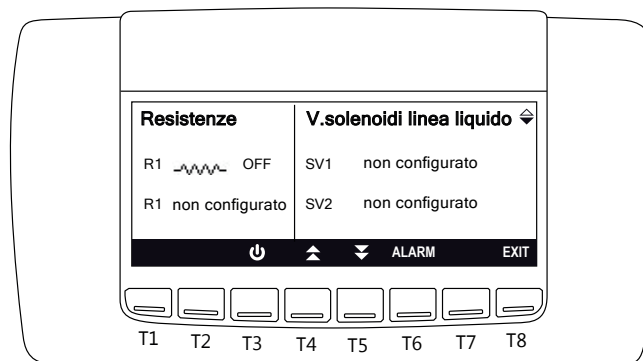 Resistenze
R1 OFF
R1 non configurato
V.solenoidi linea liquido
SV1 non configurato
SV2 non configurato
ALARM EXIT
T1 T2 T3 T4 T5 T6 T7 T8